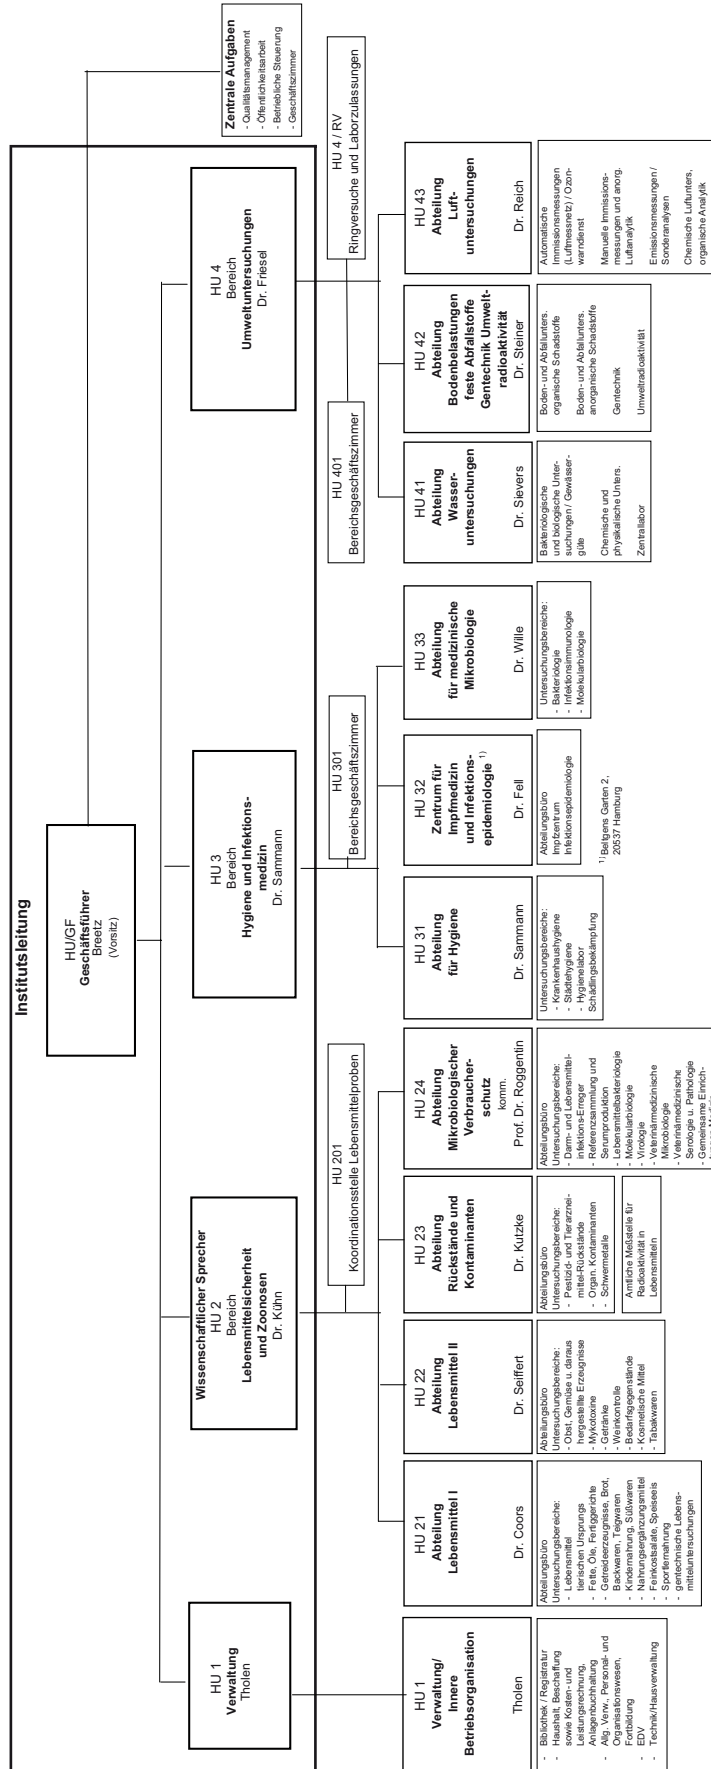 Institutsleitung
HU/GF
Geschäftsführer
Breetz
(Vorsitz)
Zentrale Aufgaben
- Qualitätsmanagement
- Öffentlichkeitsarbeit
- Betriebliche Steuerung
- Geschäftszimmer
HU 1
Verwaltung
Tholen
Wissenschaftlicher Sprecher
HU 2
Bereich
Lebensmittelsicherheit
und Zoonosen
Dr. Kühn
HU 3
Bereich
Hygiene und Infektions-
medizin
Dr. Sammann
HU 4
Bereich
Umweltuntersuchungen
Dr. Friesel
HU 201
Koordinationsstelle Lebensmittelproben
HU 301
Bereichsgeschäftszimmer
HU 401
Bereichsgeschäftszimmer
HU 4 / RV
Ringversuche und Laborzulassungen
HU 1
Verwaltung/
Innere
Betriebsorganisation
Tholen
HU 21
Abteilung
Lebensmittel I
Dr. Coors
HU 22
Abteilung
Lebensmittel II
Dr. Seiffert
HU 23
Abteilung
Rückstände und
Kontaminanten
Dr. Kutzke
HU 24
Abteilung
Mikrobiologischer
Verbraucher-
schutz
komm.
Prof. Dr. Roggentin
HU 31
Abteilung
für Hygiene
Dr. Sammann
HU 32
Zentrum für
Impfmedizin
und Infektions-
epidemiologie 1)
Dr. Fell
HU 33
Abteilung
für medizinische
Mikrobiologie
Dr. Wille
HU 41
Abteilung
Wasser-
untersuchungen
Dr. Sievers
HU 42
Abteilung
Bodenbelastungen
feste Abfallstoffe
Gentechnik Umwelt-
radioaktivität
Dr. Steiner
HU 43
Abteilung
Luft-
untersuchungen
Dr. Reich
- Bibliothek / Registratur
- Haushalt, Beschaffung
sowie Kosten- und
Leistungsrechnung,
Anlagenbuchhaltung
- Allg. Verw., Personal- und
Organisationswesen,
Fortbildung
- EDV
- Technik/Hausverwaltung
Abteilungsbüro
Untersuchungsbereiche:
- Lebensmittel
tierischen Ursprungs
- Fette, Öle, Fertiggerichte
- Getreideerzeugnisse, Brot,
Backwaren, Teigwaren
- Kindernahrung, Süßwaren
- Nahrungsergänzungsmittel
- Feinkostsalate, Speiseeis
- Sportlernahrung
- gentechnische Lebens-
mitteluntersuchungen
Abteilungsbüro
Untersuchungsbereiche:
- Obst, Gemüse u. daraus
hergestellte Erzeugnisse
- Mykotoxine
- Getränke
- Weinkontrolle
- Bedarfsgegenstände
- Kosmetische Mittel
- Tabakwaren
Abteilungsbüro
Untersuchungsbereiche:
- Pestizid- und Tierarznei-
mittel-Rückstände
- Organ. Kontaminanten
- Schwermetalle
Amtliche Meßstelle für
Radioaktivität in
Lebensmitteln
Abteilungsbüro
Untersuchungsbereiche:
- Darm- und Lebensmittel-
infektions-Erreger
- Referenzsammlung und
Serumproduktion
- Lebensmittelbakteriologie
- Molekularbiologie
- Virologie
- Veterinärmedizinische
Mikrobiologie
- Veterinämedizinische
Serologie u. Pathologie
- Gemeinsame Einrich-
Untersuchungsbereiche:
- Krankenhaushygiene
- Städtehygiene
- Hygienelabor
Schädlingsbekämpfung
Abteilungsbüro
Impfzentrum
Infektionsepidemiologie
1) Beltgens Garten 2,
20537 Hamburg
Untersuchungsbereiche:
- Bakteriologie
- Infektionsimmunologie
- Molekularbiologie
Bakteriologische
und biologische Unter-
suchungen / Gewässer-
güte
Chemische und
physikalische Unters.
Zentrallabor
Boden- und Abfallunters.
organische Schadstoffe
Boden- und Abfallunters.
anorganische Schadstoffe
Gentechnik
Umweltradioaktivität
Automatische
Immissionsmessungen
(Luftmessnetz) / Ozon-
warndienst
Manuelle Immissions-
messungen und anorg.
Luftanalytik
Emissionsmessungen /
Sonderanalysen
Chemische Luftunters,
organische Analytik